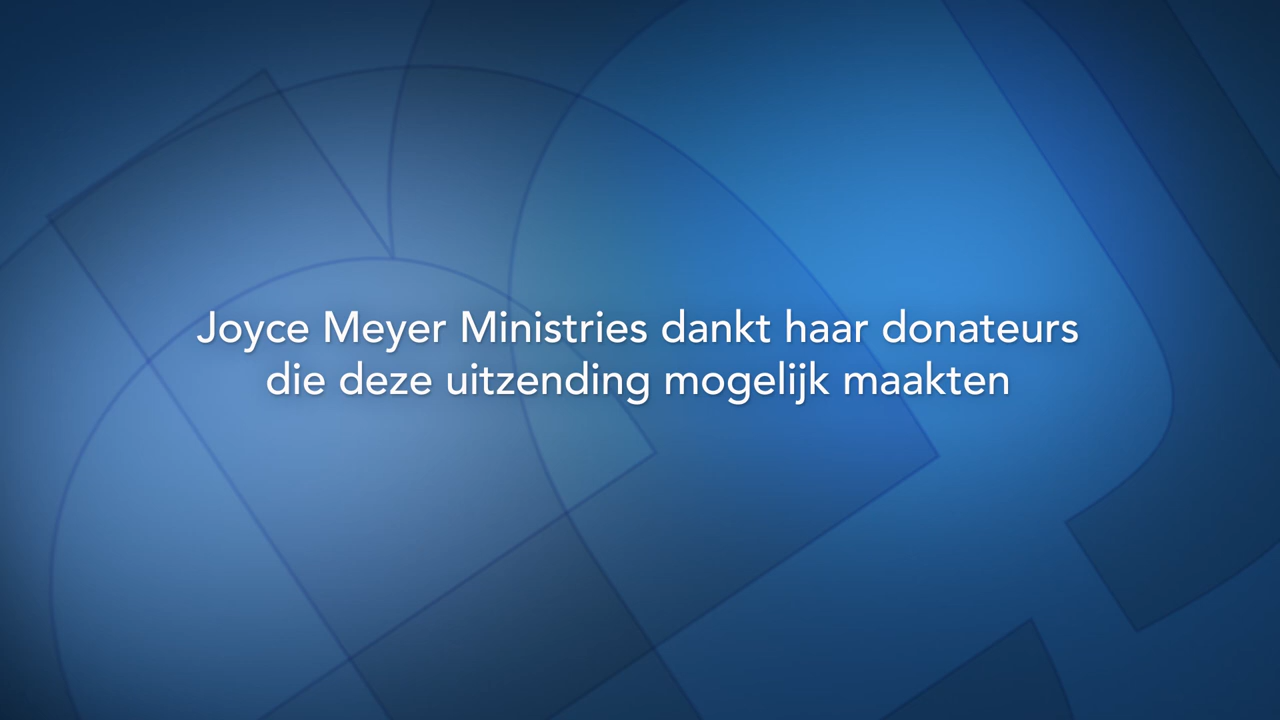 Joyce Meyer Ministries dankt haar donateurs
die deze uitzending mogelijk maakten